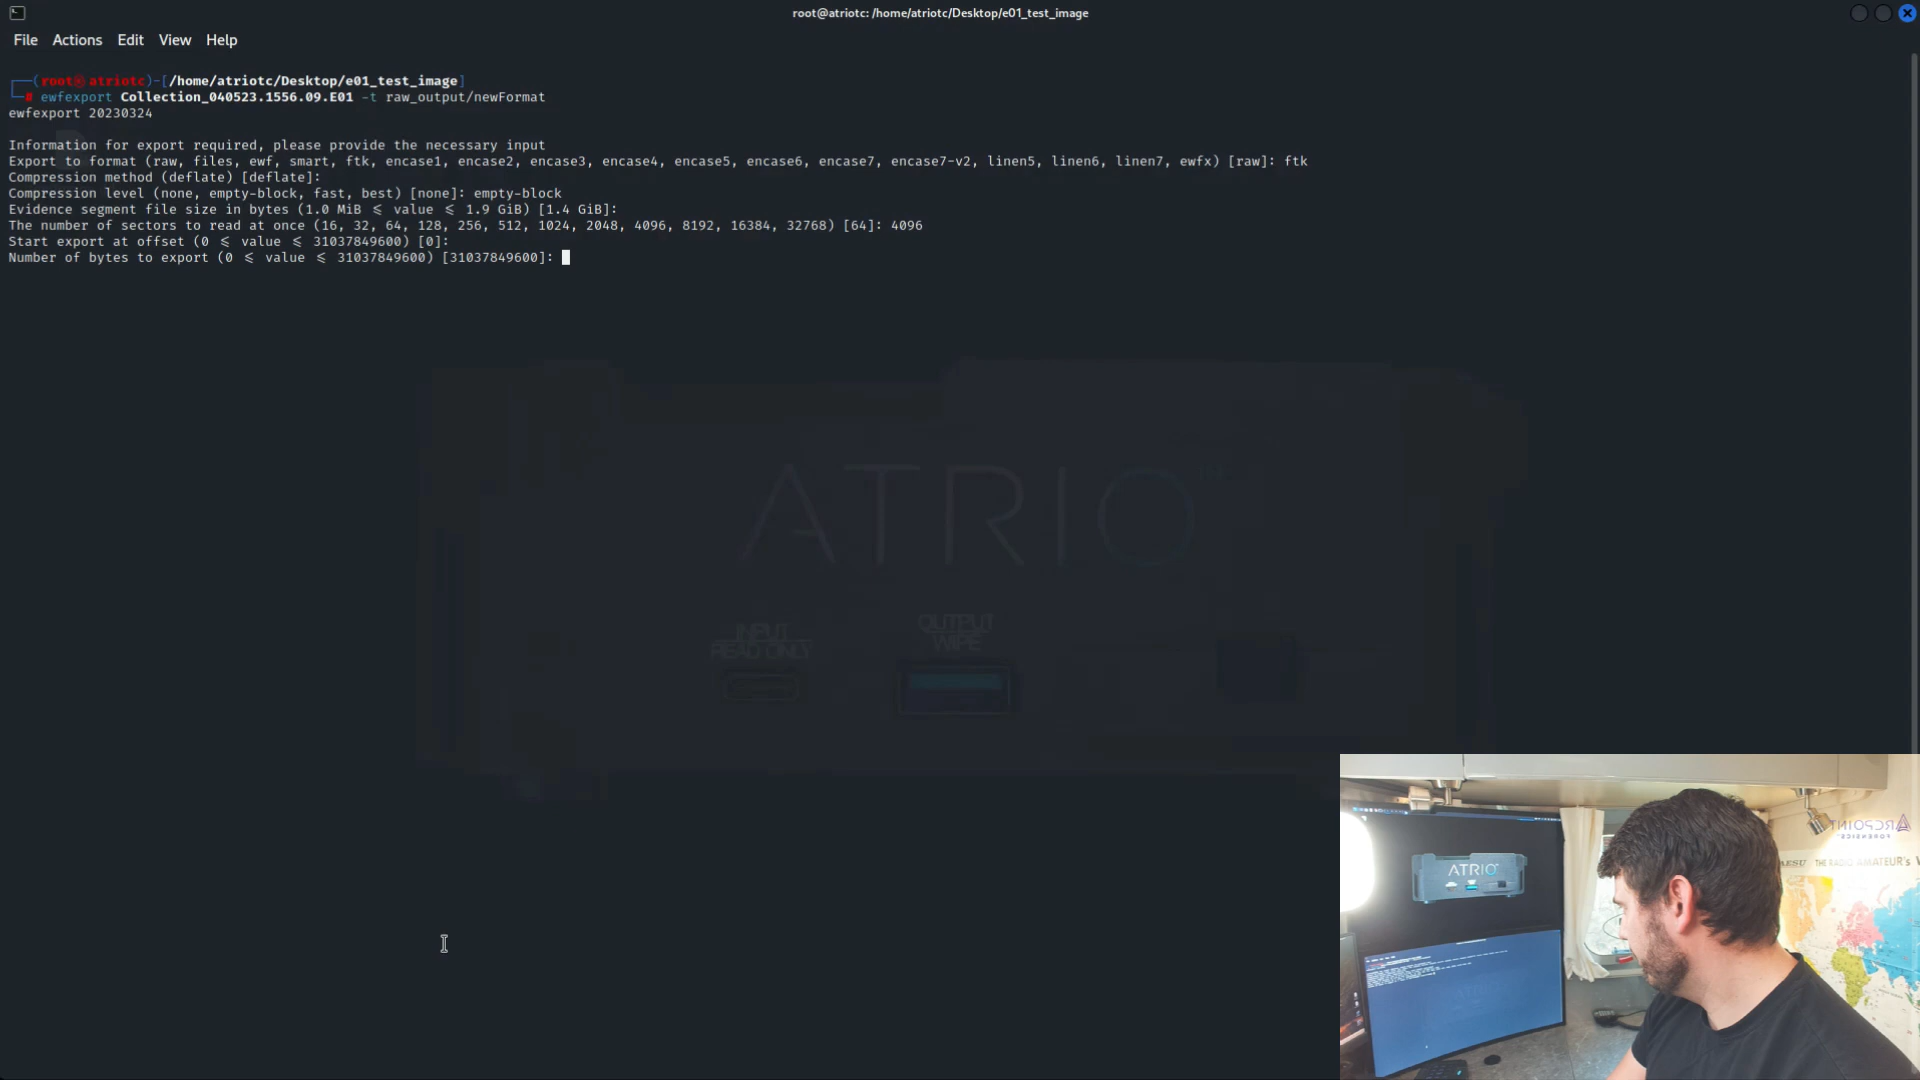 root@atriotc: /home/atriotc/Desktop/e01_test_image
File Actions Edit View Help
(root㉿atriotc)-[/home/atriotc/Desktop/e01_test_image]
# ewfexport Collection_040523.1556.09.E01 -t raw_output/newFormat
ewfexport 20230324
Information for export required, please provide the necessary input
Export to format (raw, files, ewf, smart, ftk, encase1, encase2, encase3, encase4, encase5, encase6, encase7, encase7-v2, linen5, linen6, linen7, ewfx) [raw]: ftk
Compression method (deflate) [deflate]:
Compression level (none, empty-block, fast, best) [none]: empty-block
Evidence segment file size in bytes (1.0 MiB ≤ value ≤ 1.9 GiB) [1.4 GiB]:
The number of sectors to read at once (16, 32, 64, 128, 256, 512, 1024, 2048, 4096, 8192, 16384, 32768) [64]: 4096
Start export at offset (0 ≤ value ≤ 31037849600) [0]:
Number of bytes to export (0 ≤ value ≤ 31037849600) [31037849600]:
ATRIO
INPUT
READ ONLY
OUTPUT
WIPE
ARCPOINT
FORENSICS
ATRIO
THE RADIO AMATEUR's